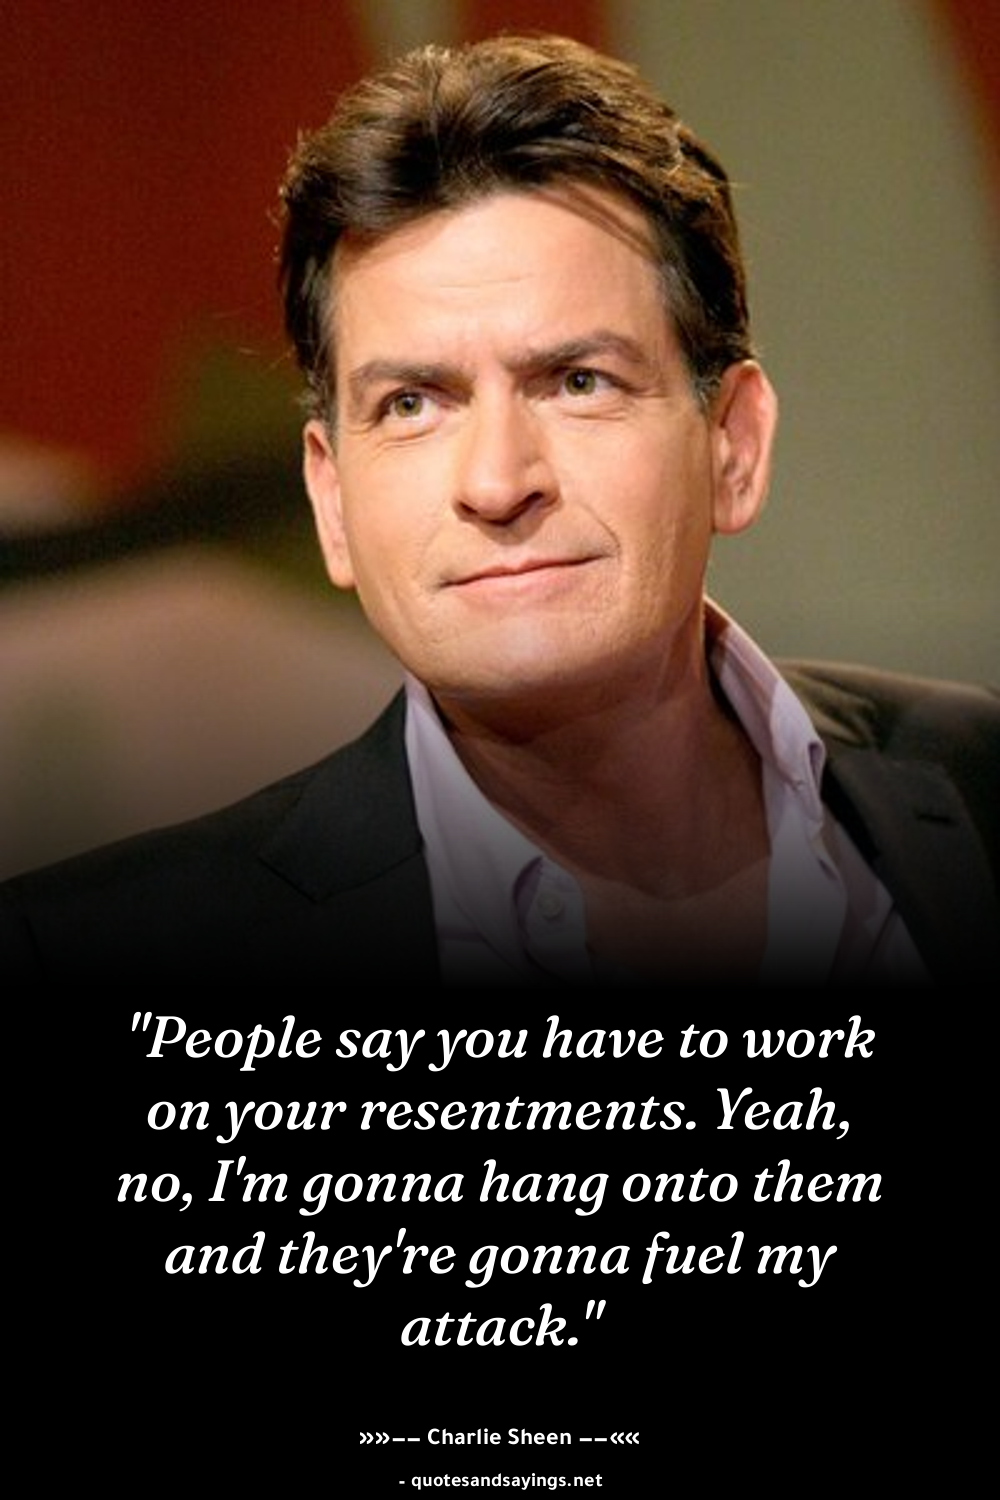 "People say you have to work
on your resentments. Yeah,
no, I'm gonna hang onto them
and they're gonna fuel my
attack."
»»–– Charlie Sheen ––««
- quotesandsayings.net